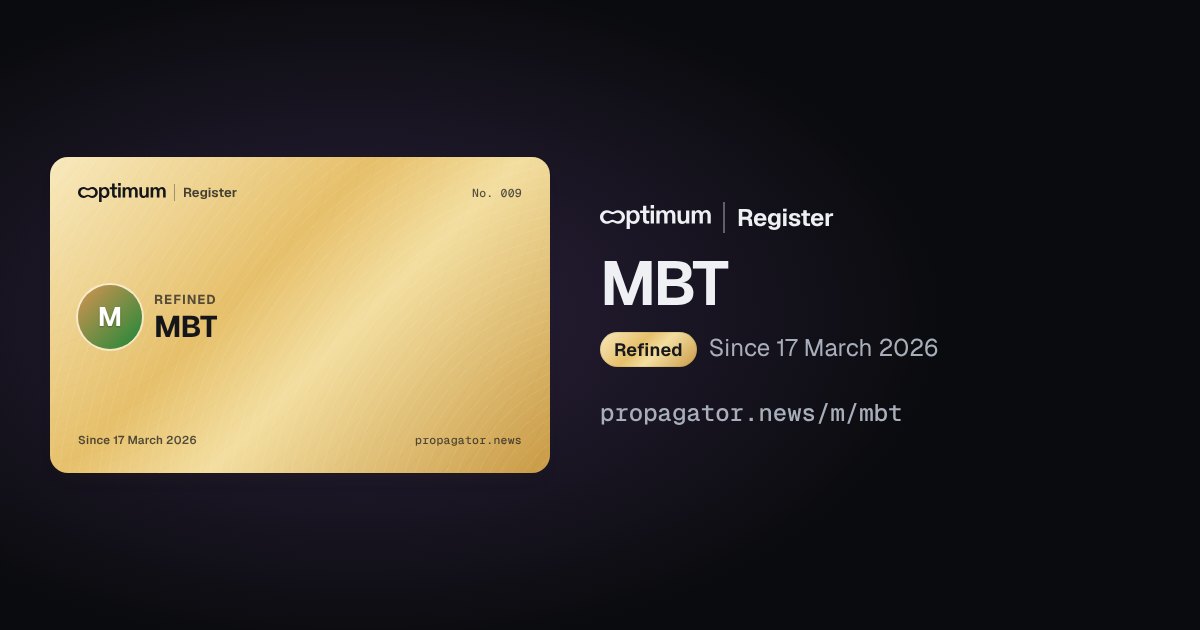 optimum | Register
No. 009
M
REFINED
MBT
Since 17 March 2026
propagator.news
optimum | Register
MBT
Refined Since 17 March 2026
propagator.news/m/mbt